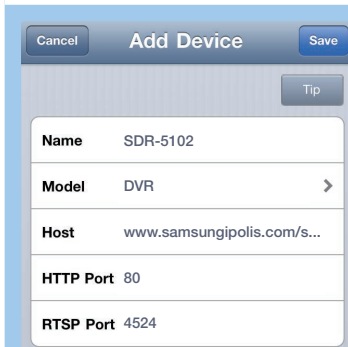 Cancel Add Device Save
Tip
Name SDR-5102
Model DVR
Host www.samsungipolis.com/s...
HTTP Port 80
RTSP Port 4524